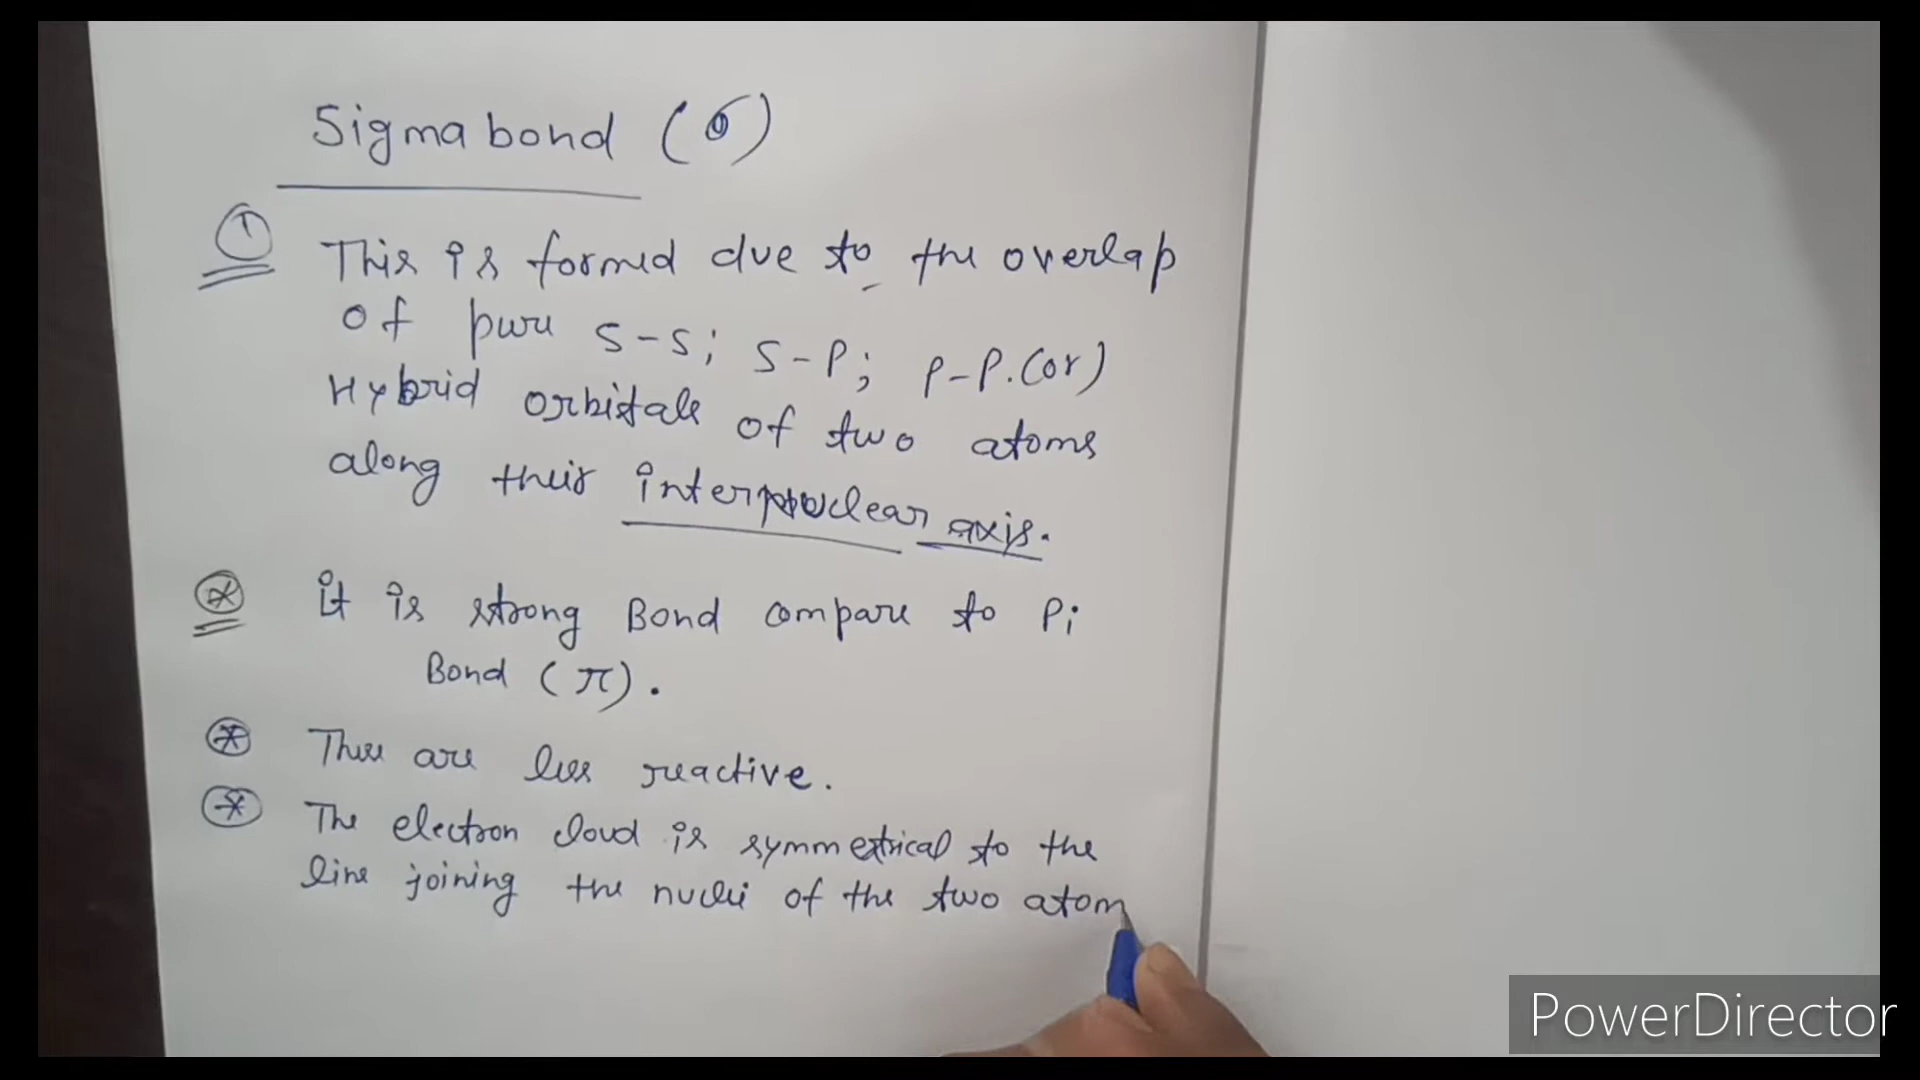 Sigma bond (σ)
① This is formed due to the overlap
of pure s-s; s-p; p-p. (or)
Hybrid orbitals of two atoms
along their internuclear axis.
It is strong Bond compare to Pi
Bond (π).
These are less reactive.
The electron cloud is symmetrical to the
line joining the nuclei of the two atom
PowerDirector